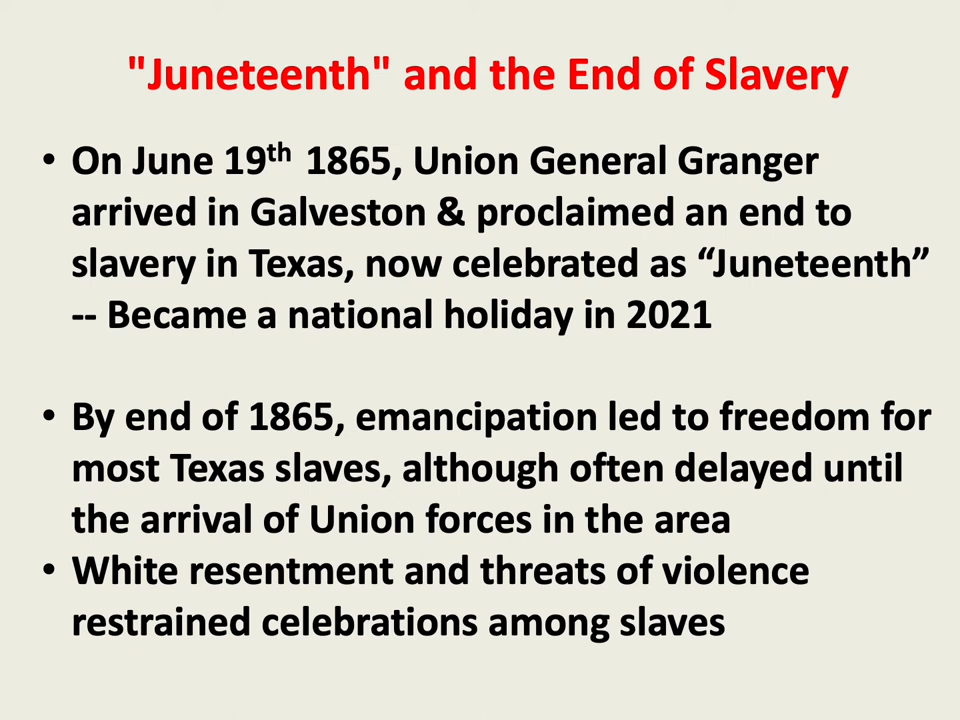 "Juneteenth" and the End of Slavery
• On June 19th 1865, Union General Granger
arrived in Galveston & proclaimed an end to
slavery in Texas, now celebrated as “Juneteenth”
-- Became a national holiday in 2021
• By end of 1865, emancipation led to freedom for
most Texas slaves, although often delayed until
the arrival of Union forces in the area
• White resentment and threats of violence
restrained celebrations among slaves